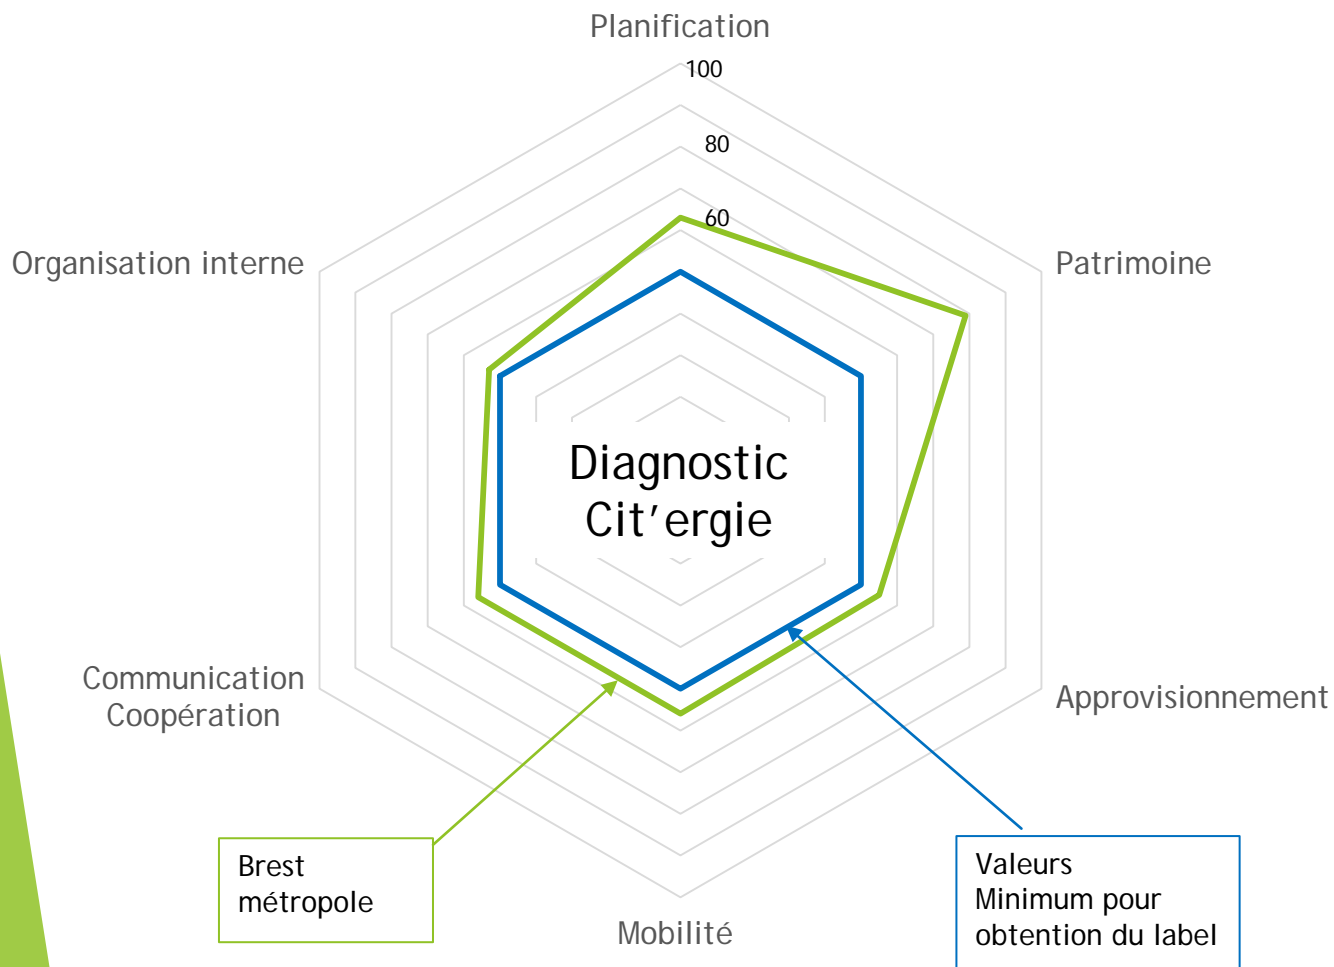 Planification
100
80
60
Organisation interne
Patrimoine
Diagnostic
Cit’ergie
Communication
Coopération
Approvisionnement
Brest
métropole
Valeurs
Minimum pour
obtention du label
Mobilité